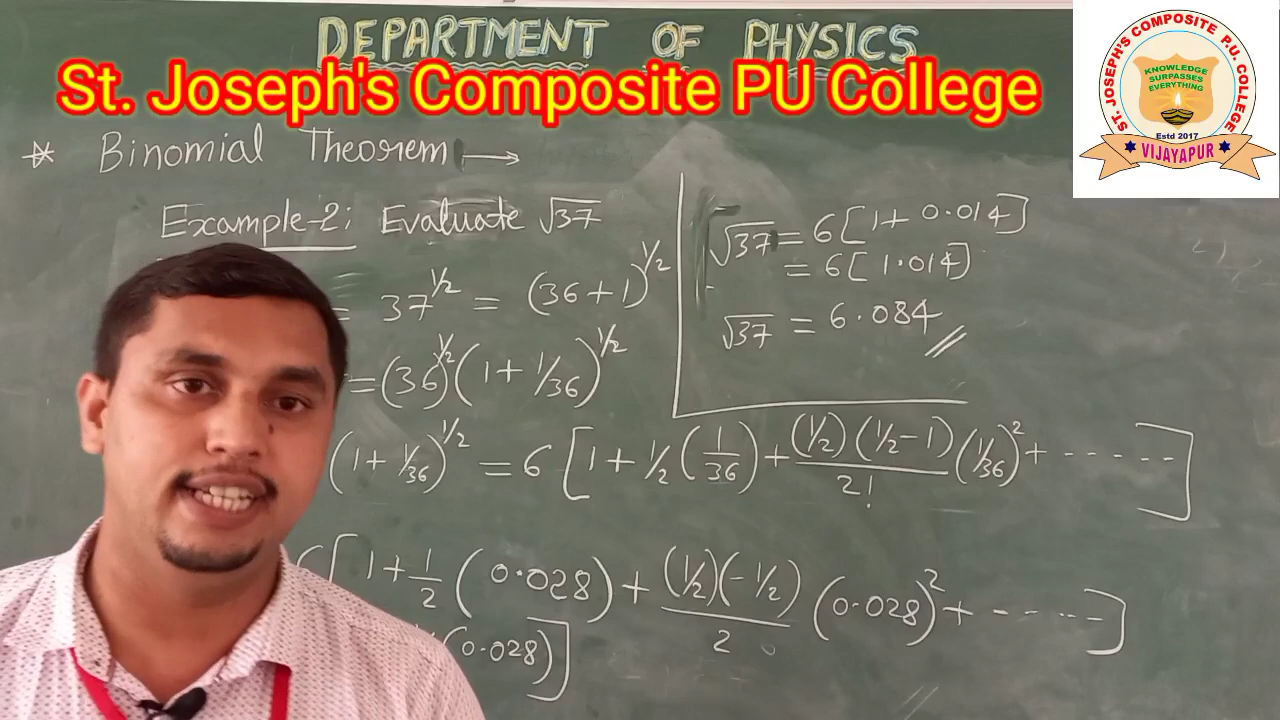 DEPARTMENT OF PHYSICS
St. Joseph's Composite PU College
ST. JOSEPH'S COMPOSITE P.U. COLLEGE
KNOWLEDGE
SURPASSES
EVERYTHING
Estd 2017
VIJAYAPUR
* Binomial Theorem →
Example-2: Evaluate √37
= 37^1/2 = (36+1)^1/2
= (36)^1/2 (1 + 1/36)^1/2
(1 + 1/36)^1/2 = 6 [1 + 1/2 (1/36) + (1/2)(1/2-1)/2! (1/36)^2 + ------]
[1 + 1/2 (0.028) + (1/2)(-1/2)/2 (0.028)^2 + -----]
(0.028)]
√37 = 6[1+ 0.014]
= 6[1.014]
√37 = 6.084